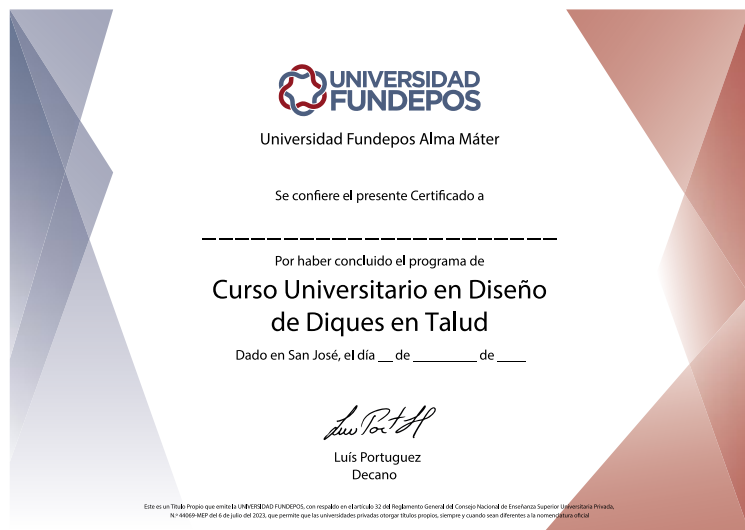 UNIVERSIDAD
FUNDEPOS
Universidad Fundepos Alma Máter
Se confiere el presente Certificado a
Por haber concluido el programa de
Curso Universitario en Diseño
de Diques en Talud
Dado en San José, el día __ de ________ de ____
Luís Portuguez
Decano
Este es un Título Propio que emite la UNIVERSIDAD FUNDEPOS, con respaldo en el artículo 32 del Reglamento General del Consejo Nacional de Enseñanza Superior Universitaria Privada,
N.º 44069-MEP del 6 de julio del 2023, que permite que las universidades privadas otorgar títulos propios, siempre y cuando sean diferentes a la nomenclatura oficial